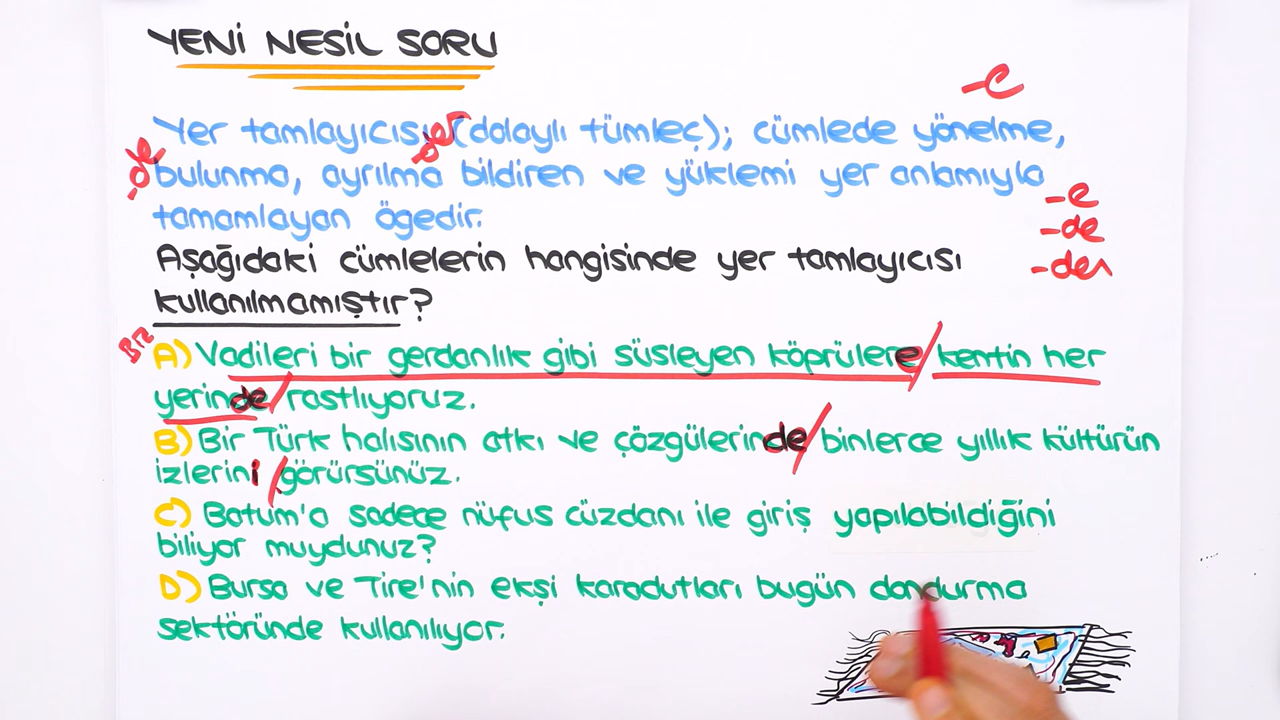 YENİ NESİL SORU
-e
Yer tamlayıcısı (dolaylı tümleç); cümlede yönelme,
-de
-den
bulunma, ayrılma bildiren ve yüklemi yer anlamıyla
-e
tamamlayan ögedir.
-de
Aşağıdaki cümlelerin hangisinde yer tamlayıcısı
-den
kullanılmamıştır?
Biz
A) Vadileri bir gerdanlık gibi süsleyen köprülere / kentin her
yerinde / rastlıyoruz.
B) Bir Türk halısının atkı ve çözgülerinde / binlerce yıllık kültürün
izlerini / görürsünüz.
C) Batum'a sadece nüfus cüzdanı ile giriş yapılabildiğini
biliyor muydunuz?
D) Bursa ve Tire'nin ekşi karadutları bugün dondurma
sektöründe kullanılıyor.